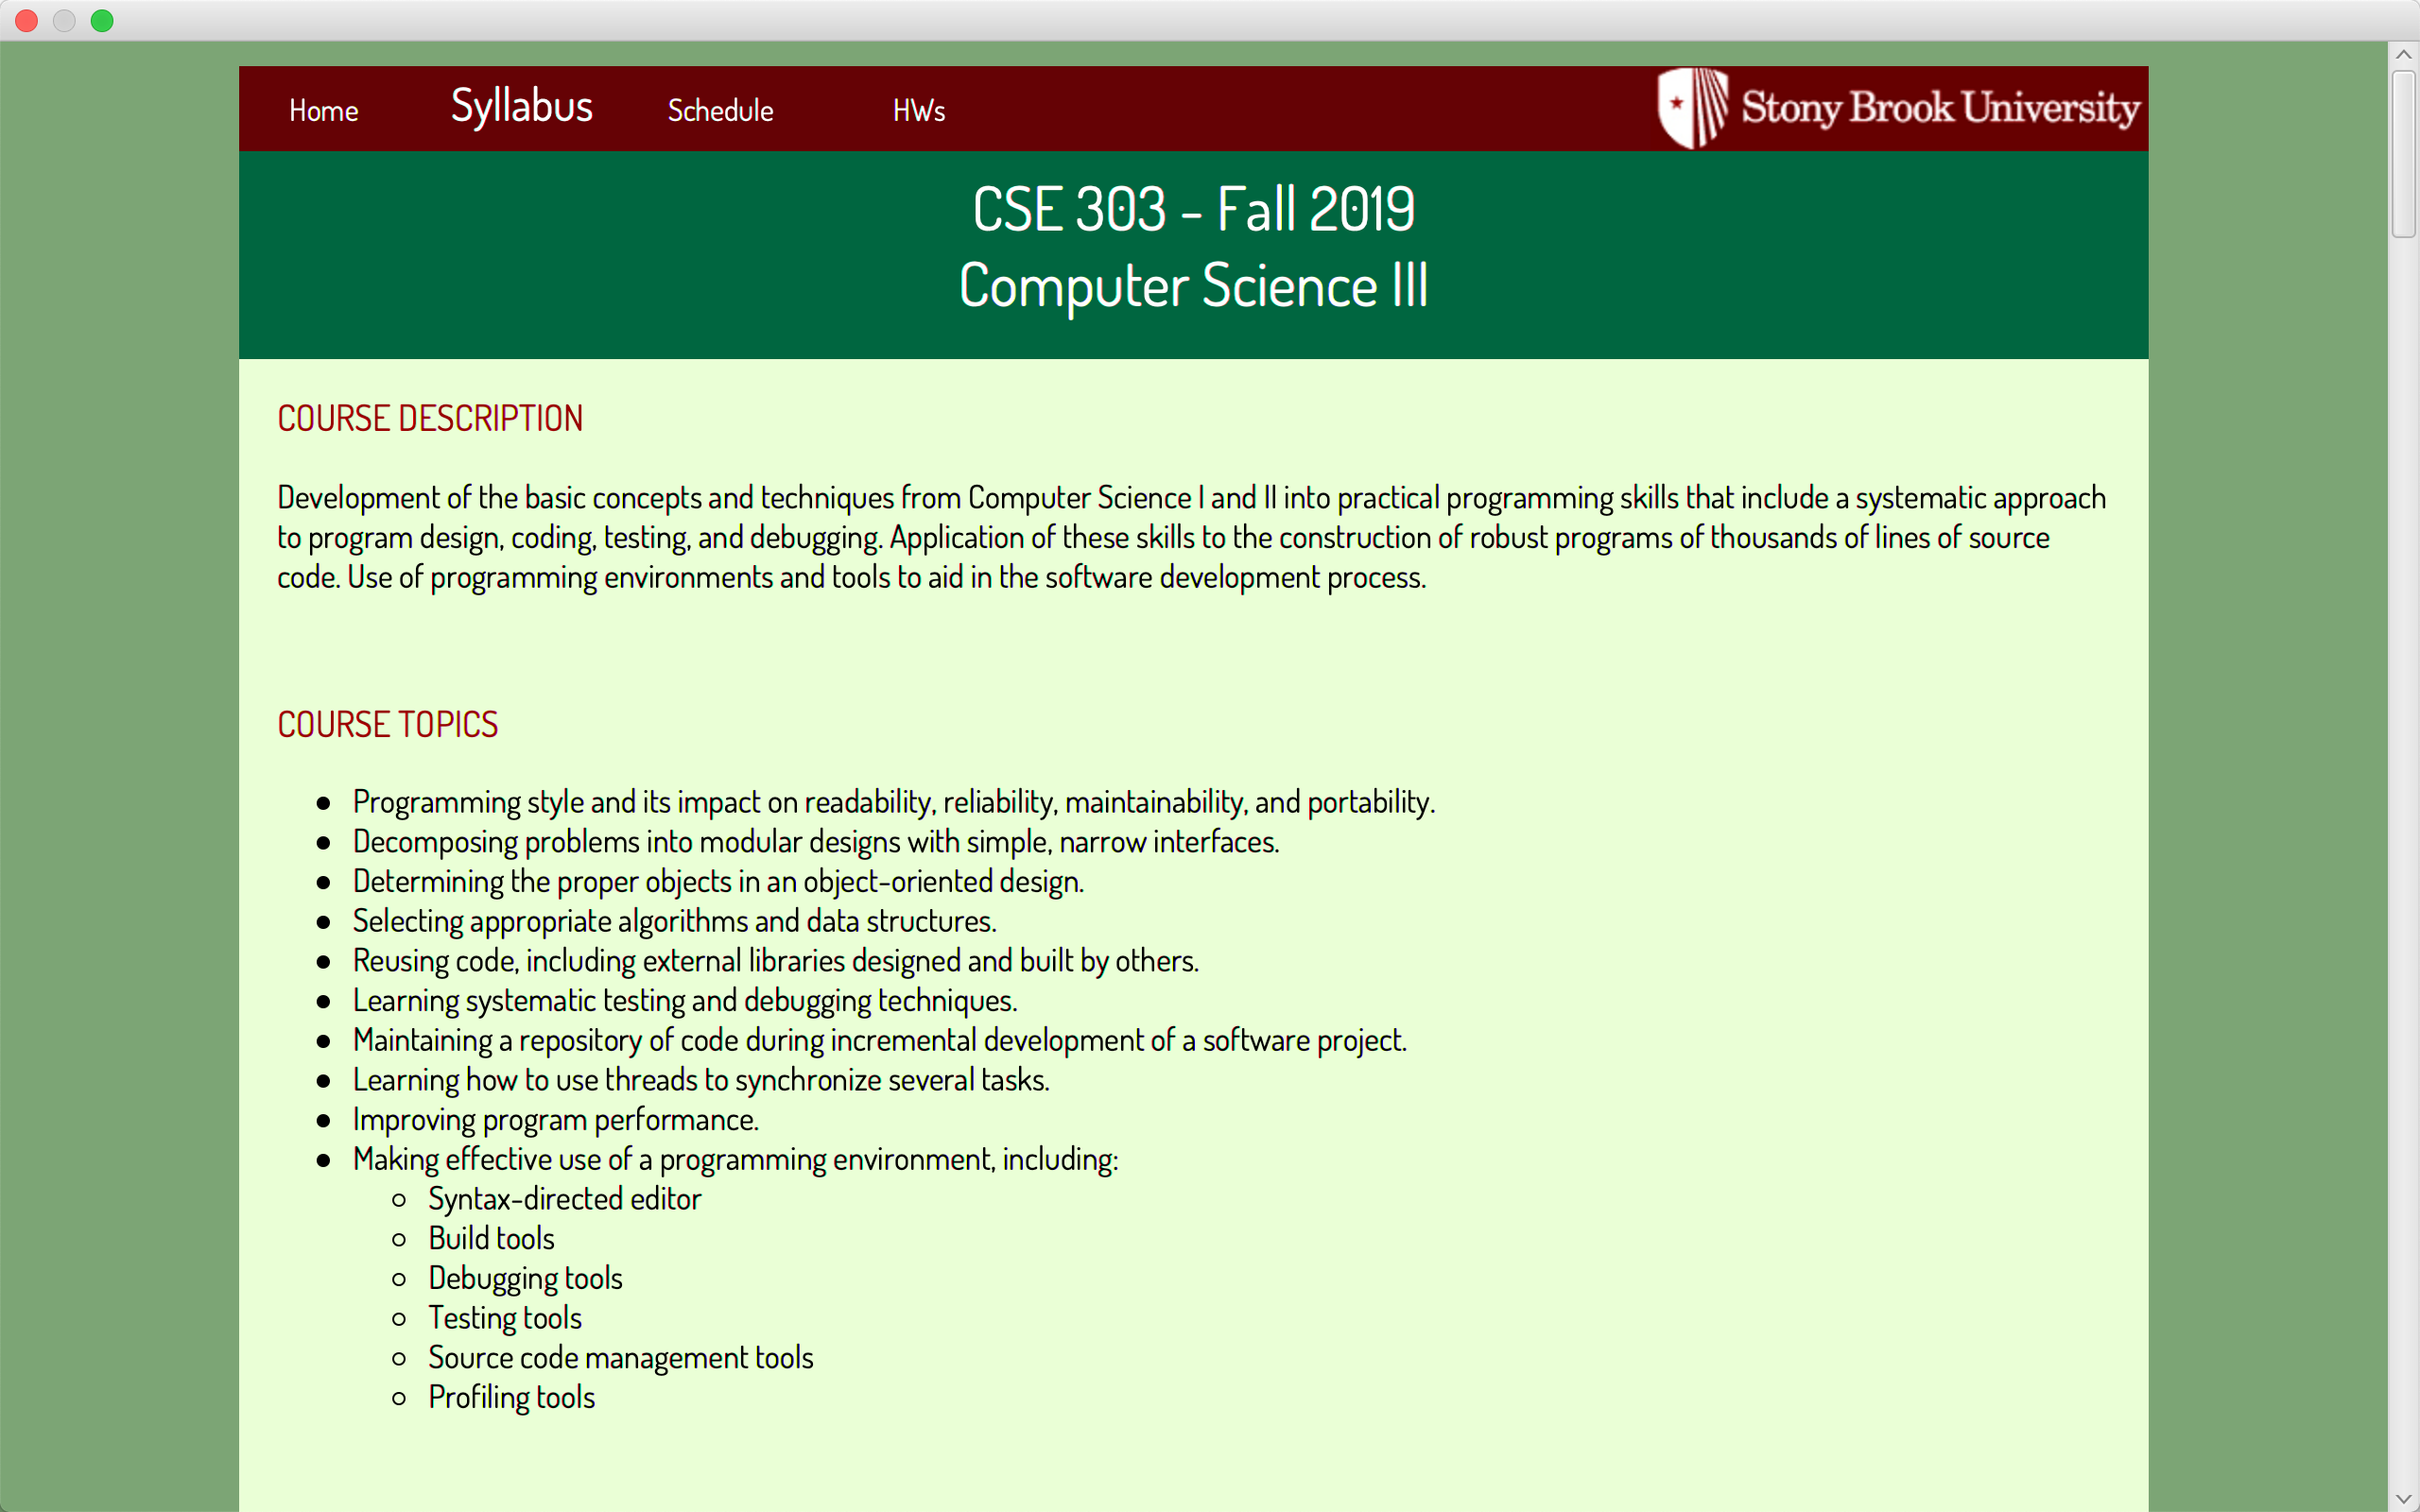 Home Syllabus Schedule HWs Stony Brook University
CSE 303 - Fall 2019
Computer Science III
COURSE DESCRIPTION
Development of the basic concepts and techniques from Computer Science I and II into practical programming skills that include a systematic approach
to program design, coding, testing, and debugging. Application of these skills to the construction of robust programs of thousands of lines of source
code. Use of programming environments and tools to aid in the software development process.
COURSE TOPICS
● Programming style and its impact on readability, reliability, maintainability, and portability.
● Decomposing problems into modular designs with simple, narrow interfaces.
● Determining the proper objects in an object-oriented design.
● Selecting appropriate algorithms and data structures.
● Reusing code, including external libraries designed and built by others.
● Learning systematic testing and debugging techniques.
● Maintaining a repository of code during incremental development of a software project.
● Learning how to use threads to synchronize several tasks.
● Improving program performance.
● Making effective use of a programming environment, including:
○ Syntax-directed editor
○ Build tools
○ Debugging tools
○ Testing tools
○ Source code management tools
○ Profiling tools